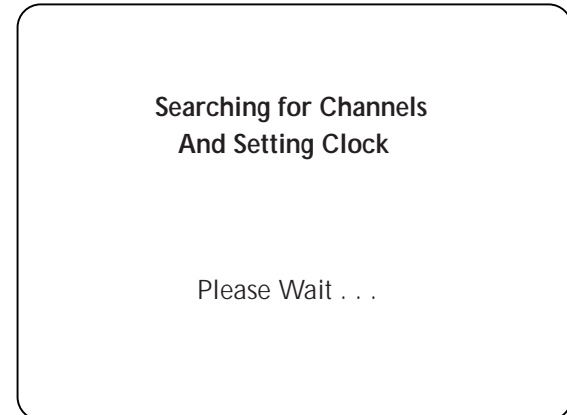 Searching for Channels
And Setting Clock
Please Wait . . .